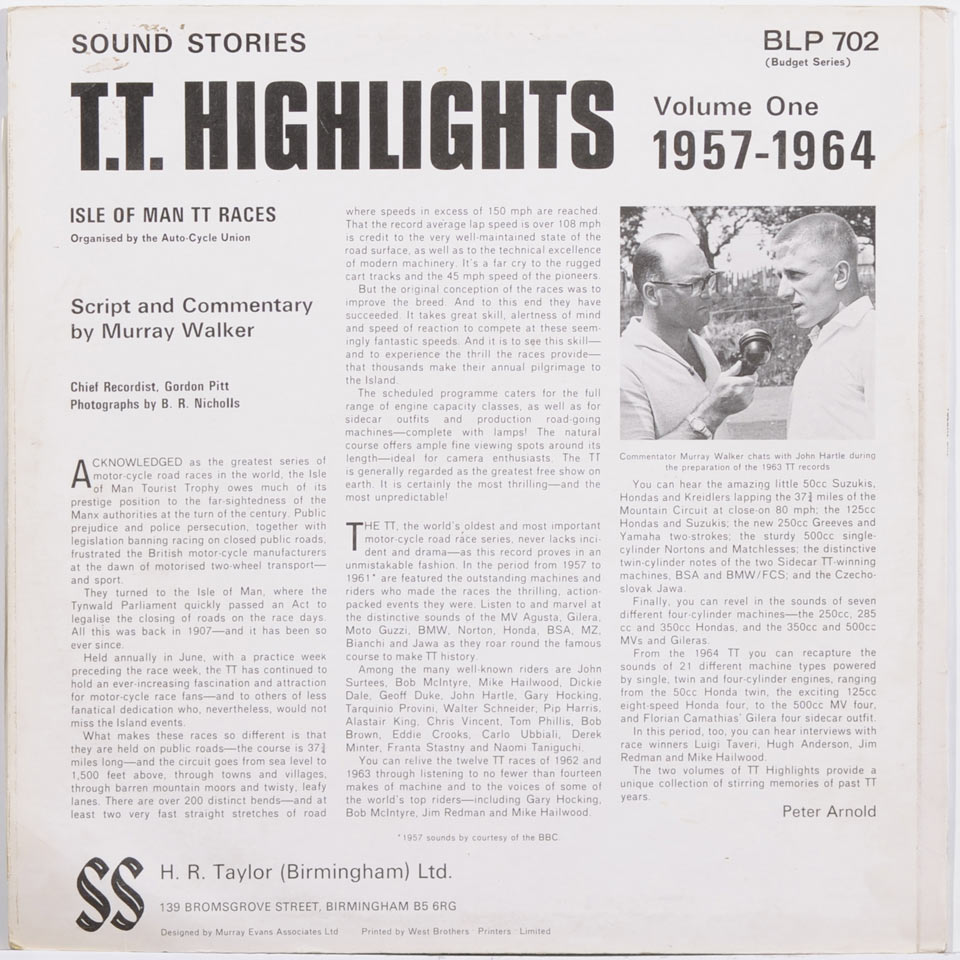 SOUND STORIES
BLP 702
(Budget Series)
T.T. HIGHLIGHTS
Volume One
1957-1964
ISLE OF MAN TT RACES
Organised by the Auto-Cycle Union
Script and Commentary
by Murray Walker
Chief Recordist, Gordon Pitt
Photographs by B. R. Nicholls
ACKNOWLEDGED as the greatest series of
motor-cycle road races in the world, the Isle
of Man Tourist Trophy owes much of its
prestige position to the far-sightedness of the
Manx authorities at the turn of the century. Public
prejudice and police persecution, together with
legislation banning racing on closed public roads,
frustrated the British motor-cycle manufacturers
at the dawn of motorised two-wheel transport—
and sport.
They turned to the Isle of Man, where the
Tynwald Parliament quickly passed an Act to
legalise the closing of roads on the race days.
All this was back in 1907—and it has been so
ever since.
Held annually in June, with a practice week
preceding the race week, the TT has continued to
hold an ever-increasing fascination and attraction
for motor-cycle race fans—and to others of less
fanatical dedication who, nevertheless, would not
miss the Island events.
What makes these races so different is that
they are held on public roads—the course is 37¾
miles long—and the circuit goes from sea level to
1,500 feet above, through towns and villages,
through barren mountain moors and twisty, leafy
lanes. There are over 200 distinct bends—and at
least two very fast straight stretches of road
where speeds in excess of 150 mph are reached.
That the record average lap speed is over 108 mph
is credit to the very well-maintained state of the
road surface, as well as to the technical excellence
of modern machinery. It's a far cry to the rugged
cart tracks and the 45 mph speed of the pioneers.
But the original conception of the races was to
improve the breed. And to this end they have
succeeded. It takes great skill, alertness of mind
and speed of reaction to compete at these seem-
ingly fantastic speeds. And it is to see this skill—
and to experience the thrill the races provide—
that thousands make their annual pilgrimage to
the Island.
The scheduled programme caters for the full
range of engine capacity classes, as well as for
sidecar outfits and production road-going
machines—complete with lamps! The natural
course offers ample fine viewing spots around its
length—ideal for camera enthusiasts. The TT
is generally regarded as the greatest free show on
earth. It is certainly the most thrilling—and the
most unpredictable!
THE TT, the world's oldest and most important
motor-cycle road race series, never lacks inci-
dent and drama—as this record proves in an
unmistakable fashion. In the period from 1957 to
1961* are featured the outstanding machines and
riders who made the races the thrilling, action-
packed events they were. Listen to and marvel at
the distinctive sounds of the MV Agusta, Gilera,
Moto Guzzi, BMW, Norton, Honda, BSA, MZ,
Bianchi and Jawa as they roar round the famous
course to make TT history.
Among the many well-known riders are John
Surtees, Bob McIntyre, Mike Hailwood, Dickie
Dale, Geoff Duke, John Hartle, Gary Hocking,
Tarquinio Provini, Walter Schneider, Pip Harris,
Alastair King, Chris Vincent, Tom Phillis, Bob
Brown, Eddie Crooks, Carlo Ubbiali, Derek
Minter, Franta Stastny and Naomi Taniguchi.
You can relive the twelve TT races of 1962 and
1963 through listening to no fewer than fourteen
makes of machine and to the voices of some of
the world's top riders—including Gary Hocking,
Bob McIntyre, Jim Redman and Mike Hailwood.
*1957 sounds by courtesy of the BBC
Commentator Murray Walker chats with John Hartle during
the preparation of the 1963 TT records
You can hear the amazing little 50cc Suzukis,
Hondas and Kreidlers lapping the 37¾ miles of the
Mountain Circuit at close-on 80 mph; the 125cc
Hondas and Suzukis; the new 250cc Greeves and
Yamaha two-strokes; the sturdy 500cc single-
cylinder Nortons and Matchlesses; the distinctive
twin-cylinder notes of the two Sidecar TT-winning
machines, BSA and BMW/FCS; and the Czecho-
slovak Jawa.
Finally, you can revel in the sounds of seven
different four-cylinder machines—the 250cc, 285
cc and 350cc Hondas, and the 350cc and 500cc
MVs and Gileras.
From the 1964 TT you can recapture the
sounds of 21 different machine types powered
by single, twin and four-cylinder engines, ranging
from the 50cc Honda twin, the exciting 125cc
eight-speed Honda four, to the 500cc MV four,
and Florian Camathias' Gilera four sidecar outfit.
In this period, too, you can hear interviews with
race winners Luigi Taveri, Hugh Anderson, Jim
Redman and Mike Hailwood.
The two volumes of TT Highlights provide a
unique collection of stirring memories of past TT
years.
Peter Arnold
SS
H. R. Taylor (Birmingham) Ltd.
139 BROMSGROVE STREET, BIRMINGHAM B5 6RG
Designed by Murray Evans Associates Ltd Printed by West Brothers · Printers · Limited